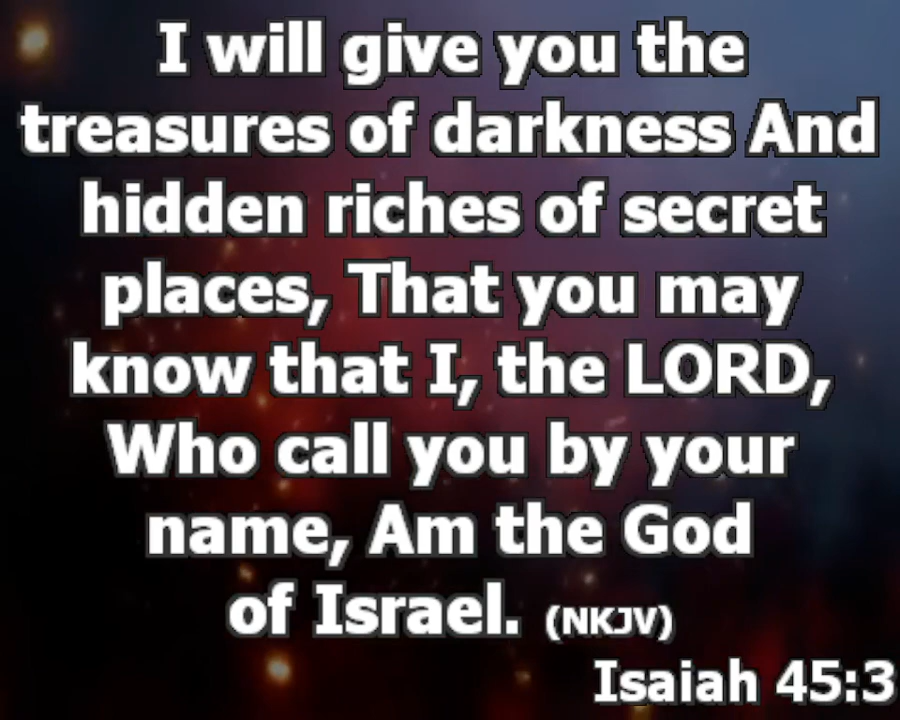 I will give you the
treasures of darkness And
hidden riches of secret
places, That you may
know that I, the LORD,
Who call you by your
name, Am the God
of Israel. (NKJV)
Isaiah 45:3